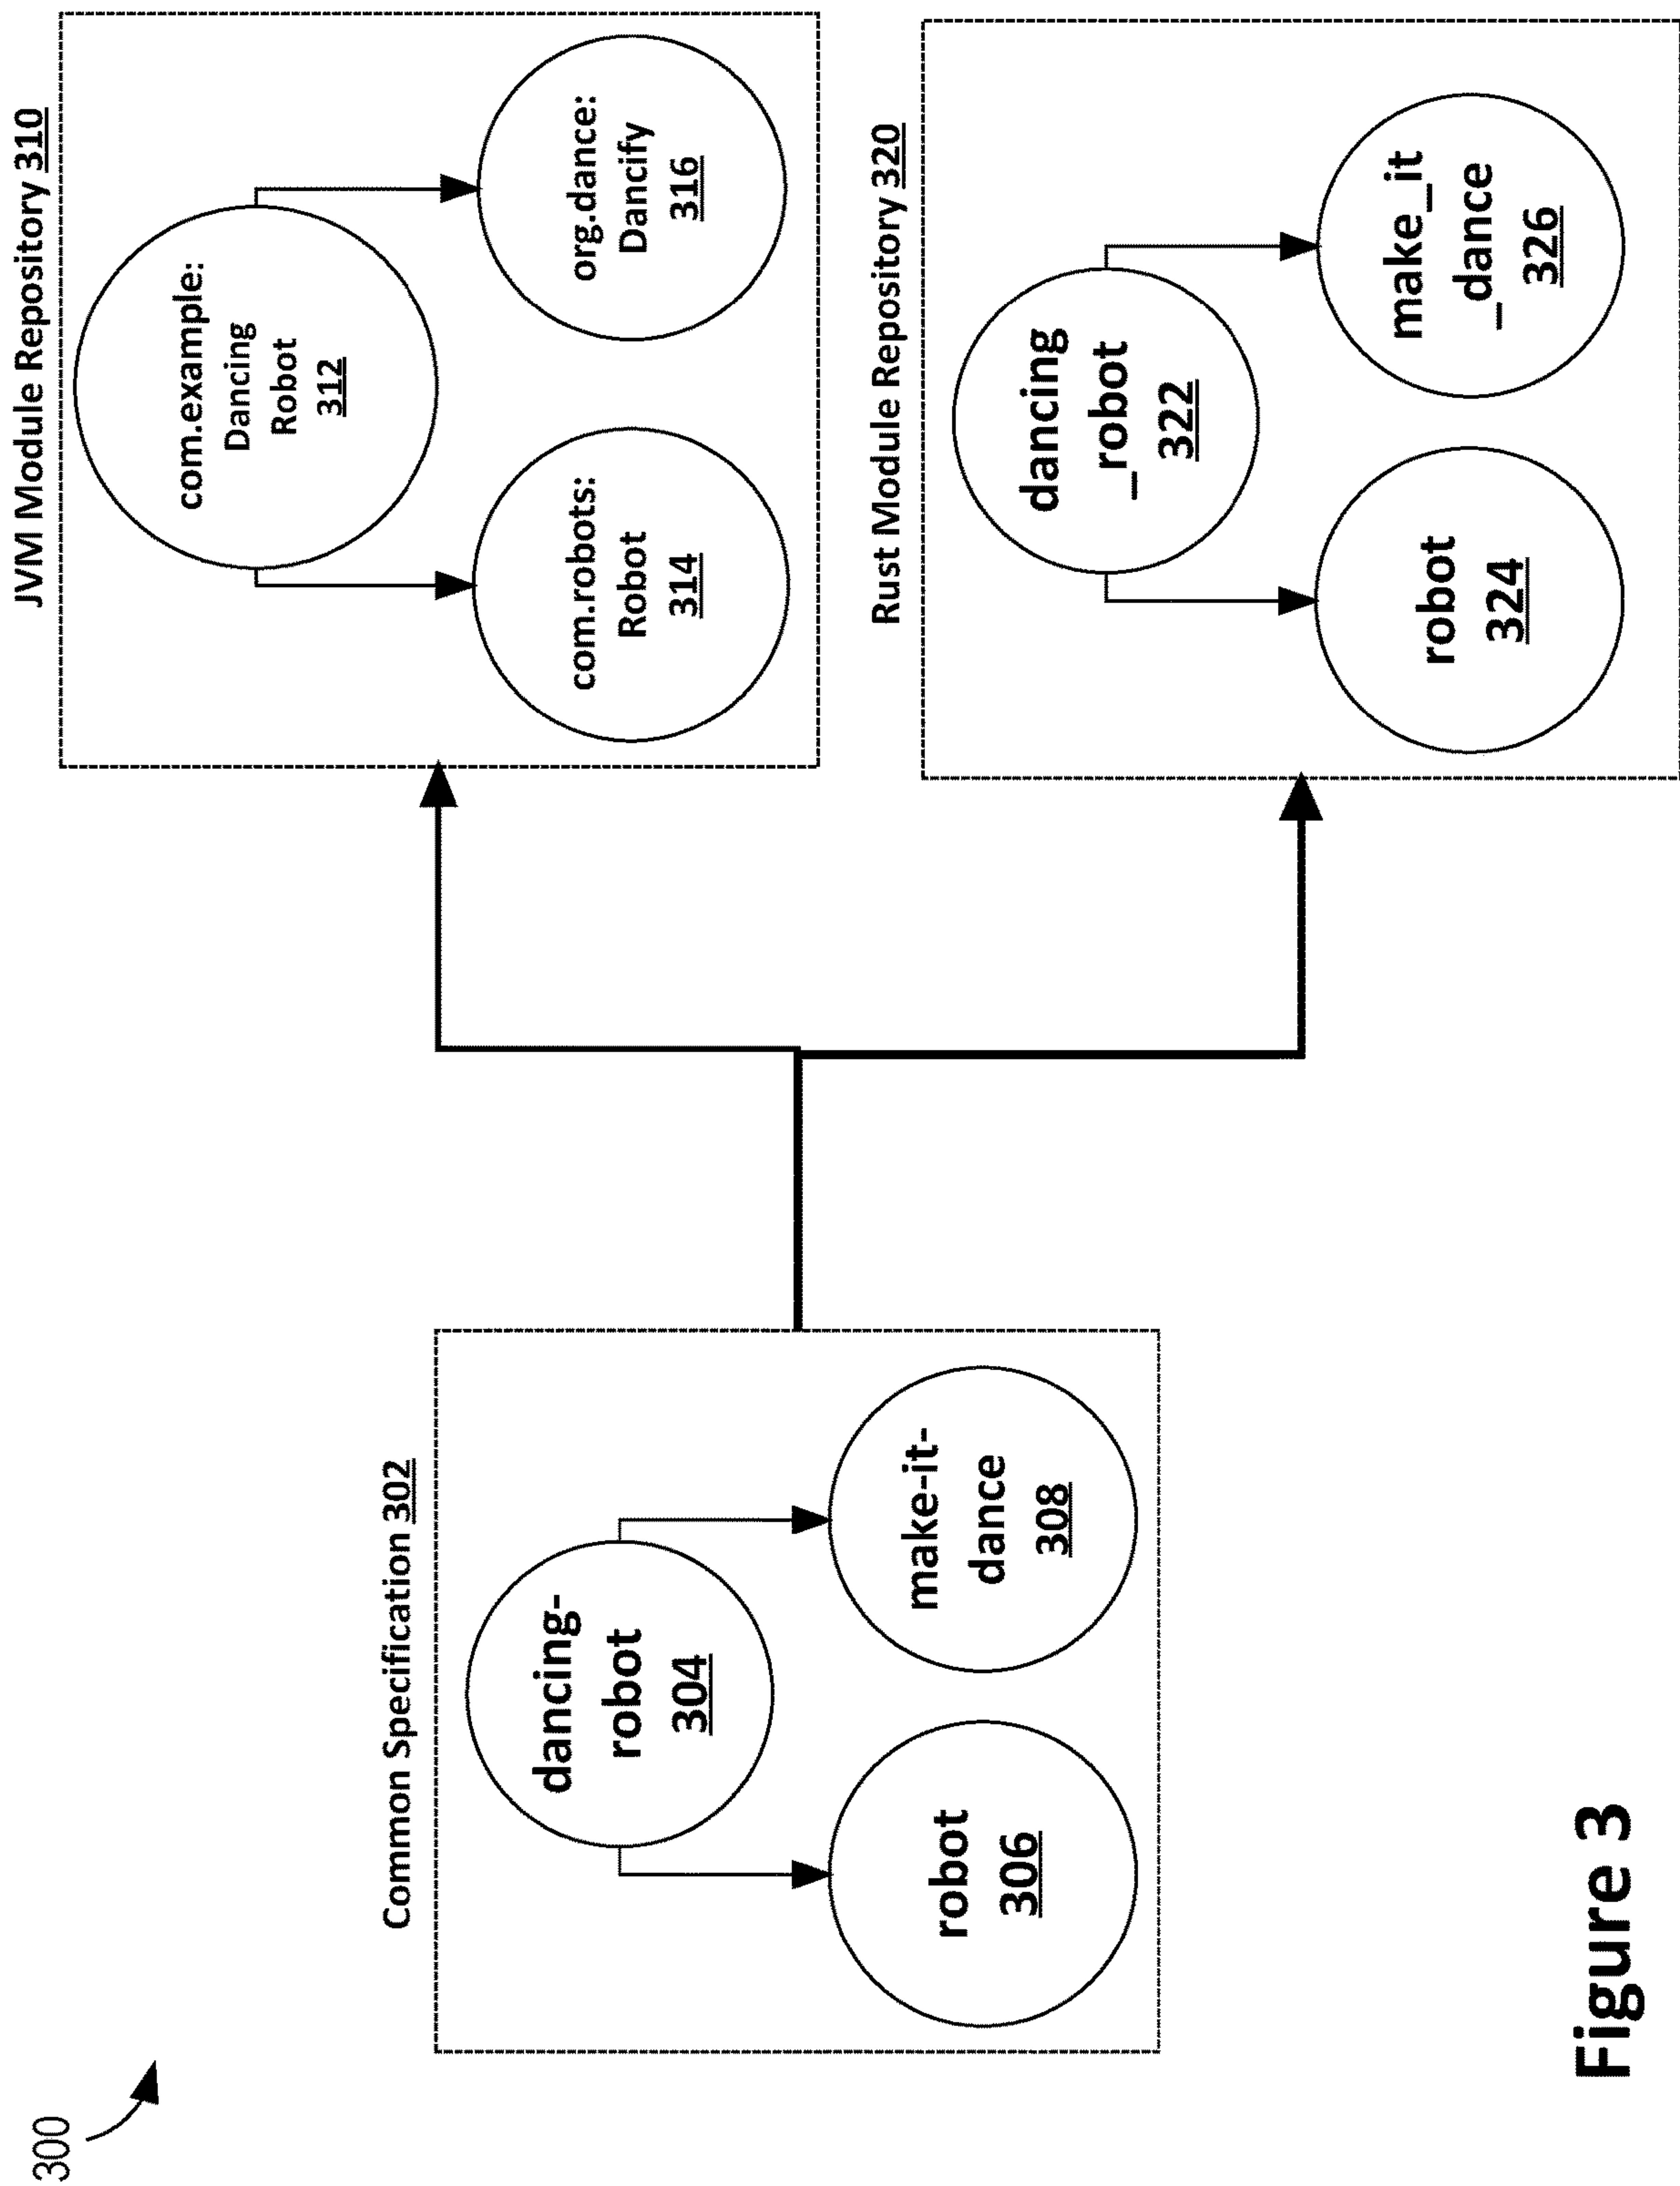 300
Common Specification 302
dancing-
robot
304
robot
306
make-it-
dance
308
JVM Module Repository 310
com.example:
Dancing
Robot
312
com.robots:
Robot
314
org.dance:
Dancify
316
Rust Module Repository 320
dancing
_robot
322
robot
324
make_it
_dance
326
Figure 3